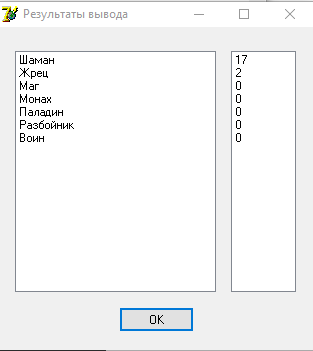 Результаты вывода
Шаман 17
Жрец 2
Маг 0
Монах 0
Паладин 0
Разбойник 0
Воин 0
OK